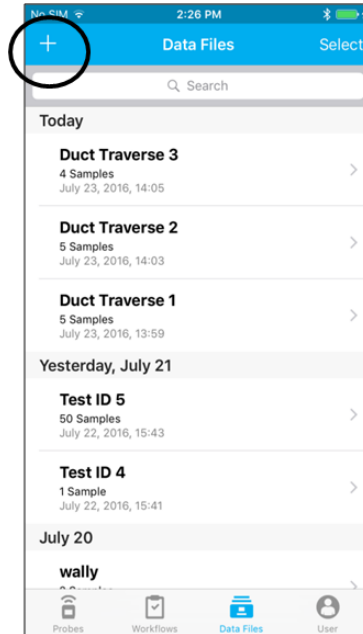 No SIM 2:26 PM
+ Data Files Select
Search
Today
Duct Traverse 3
4 Samples
July 23, 2016, 14:05
Duct Traverse 2
5 Samples
July 23, 2016, 14:03
Duct Traverse 1
5 Samples
July 23, 2016, 13:59
Yesterday, July 21
Test ID 5
50 Samples
July 22, 2016, 15:43
Test ID 4
1 Sample
July 22, 2016, 15:41
July 20
wally
Probes Workflows Data Files User